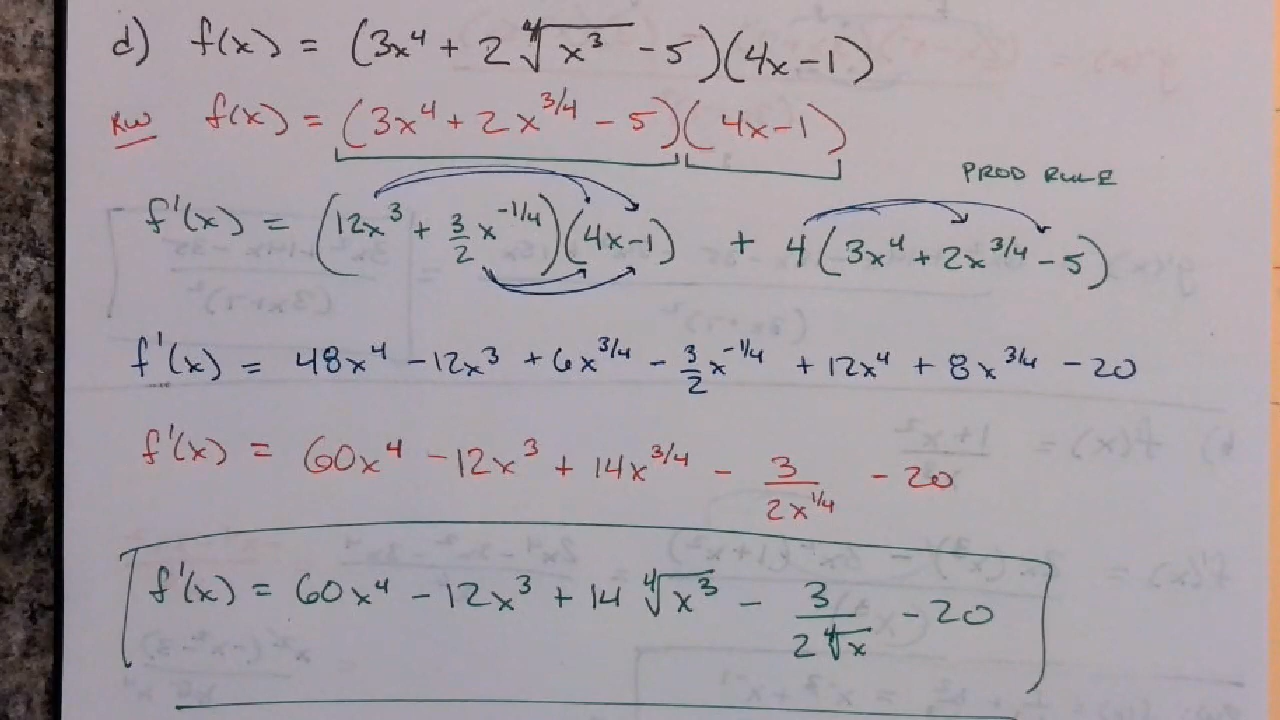 d) f(x) = (3x⁴ + 2∜x³ - 5)(4x - 1)
RW f(x) = (3x⁴ + 2x^3/4 - 5)(4x - 1)
PROD RULE
f'(x) = (12x³ + 3/2 x^-1/4)(4x - 1) + 4(3x⁴ + 2x^3/4 - 5)
f'(x) = 48x⁴ - 12x³ + 6x^3/4 - 3/2 x^-1/4 + 12x⁴ + 8x^3/4 - 20
f'(x) = 60x⁴ - 12x³ + 14x^3/4 - 3/(2x^1/4) - 20
f'(x) = 60x⁴ - 12x³ + 14∜x³ - 3/(2∜x) - 20